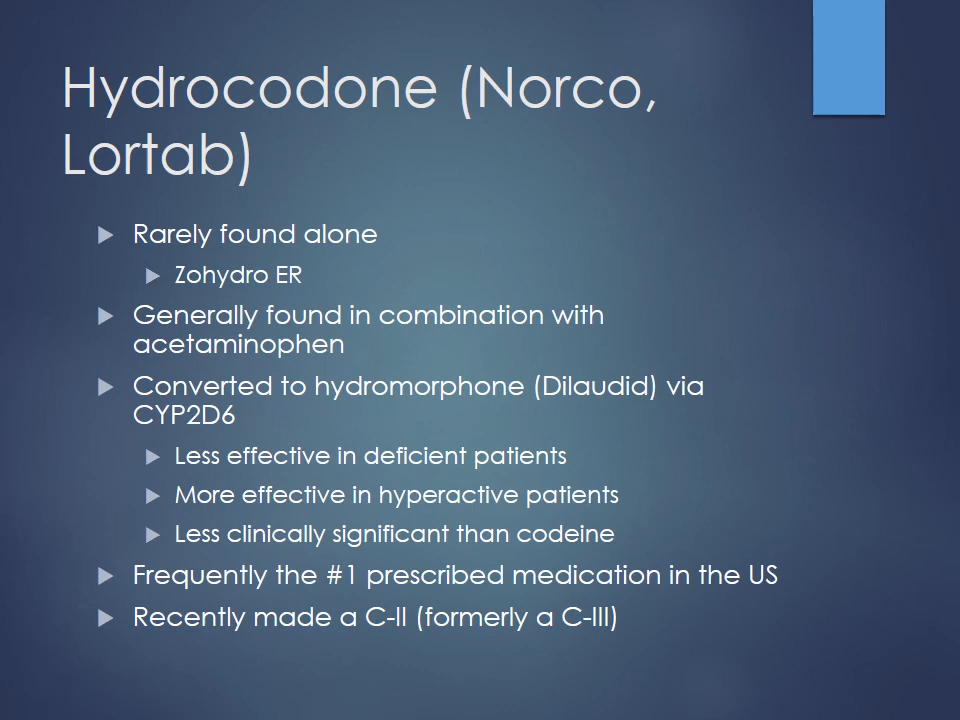 Hydrocodone (Norco,
Lortab)
Rarely found alone
Zohydro ER
Generally found in combination with
acetaminophen
Converted to hydromorphone (Dilaudid) via
CYP2D6
Less effective in deficient patients
More effective in hyperactive patients
Less clinically significant than codeine
Frequently the #1 prescribed medication in the US
Recently made a C-II (formerly a C-III)